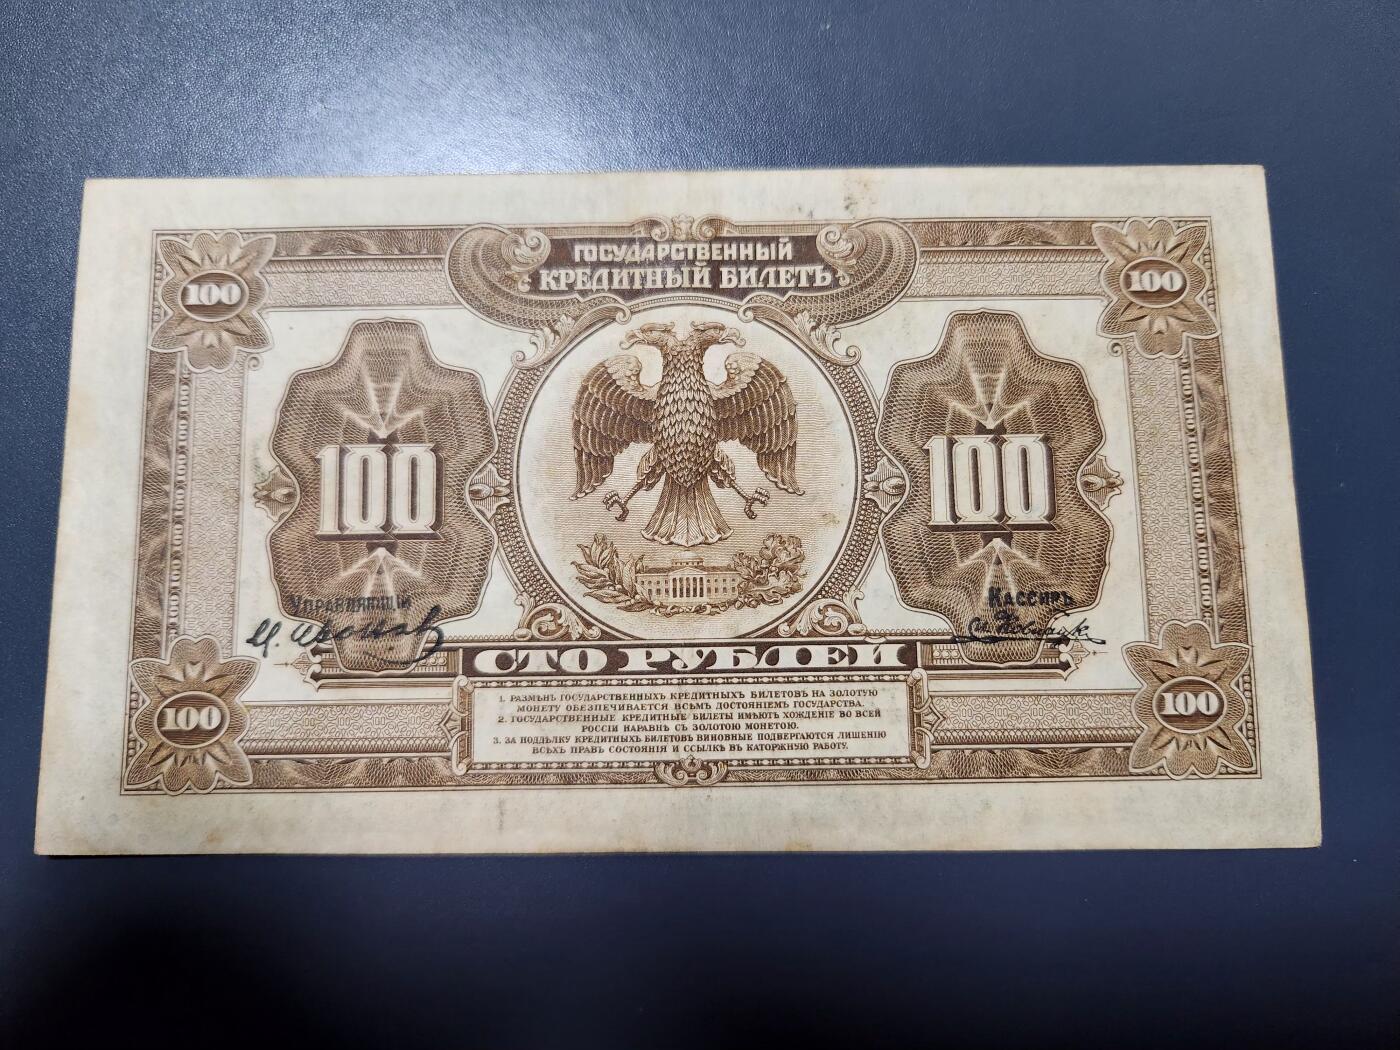 ГОСУДАРСТВЕННЫЙ
КРЕДИТНЫЙ БИЛЕТЪ
100
100
100
100
УПРАВЛЯЮЩІЙ
КАССИРЪ
СТО РУБЛЕЙ
100
100
1. РАЗМѢНЪ ГОСУДАРСТВЕННЫХЪ КРЕДИТНЫХЪ БИЛЕТОВЪ НА ЗОЛОТУЮ
МОНЕТУ ОБЕЗПЕЧИВАЕТСЯ ВСѢМЪ ДОСТОЯНІЕМЪ ГОСУДАРСТВА.
2. ГОСУДАРСТВЕННЫЕ КРЕДИТНЫЕ БИЛЕТЫ ИМѢЮТЪ ХОЖДЕНІЕ ВО ВСЕЙ
РОССІИ НАРАВНѢ СЪ ЗОЛОТОЮ МОНЕТОЮ.
3. ЗА ПОДДѢЛКУ КРЕДИТНЫХЪ БИЛЕТОВЪ ВИНОВНЫЕ ПОДВЕРГАЮТСЯ ЛИШЕНІЮ
ВСѢХЪ ПРАВЪ СОСТОЯНІЯ И ССЫЛКѢ ВЪ КАТОРЖНУЮ РАБОТУ.